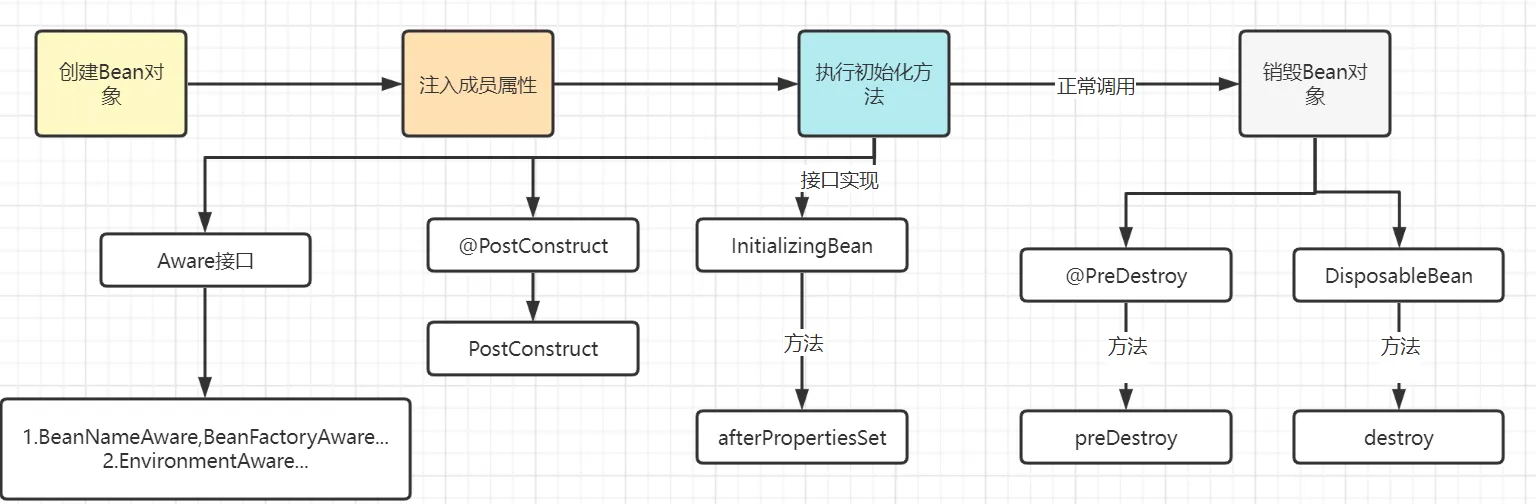 创建Bean对
象
注入成员属性
执行初始化方
法
正常调用
销毁Bean对
象
接口实现
Aware接口
@PostConstruct
InitializingBean
@PreDestroy
DisposableBean
PostConstruct
方法
方法
方法
1.BeanNameAware,BeanFactoryAware...
2.EnvironmentAware...
afterPropertiesSet
preDestroy
destroy